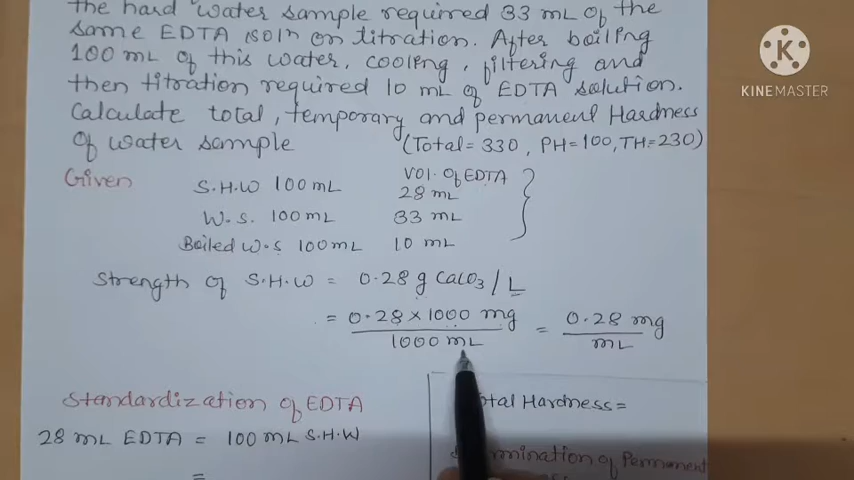 the hard water sample required 33 mL of the
same EDTA soln on titration. After boiling
100 mL of this water, cooling, filtering and
then titration required 10 mL of EDTA solution.
Calculate total, temporary and permanent Hardness
of water sample (Total = 330, PH=100, TH=230)
KINEMASTER
Given
Vol. of EDTA
S.H.W 100 mL 28 mL
W.S. 100 mL 33 mL
Boiled W.S 100 mL 10 mL
Strength of S.H.W = 0.28 g CaCO3/L
= 0.28 × 1000 mg / 1000 mL = 0.28 mg / mL
Standardization of EDTA
28 mL EDTA = 100 mL S.H.W
=
Hardness =
of Permanent